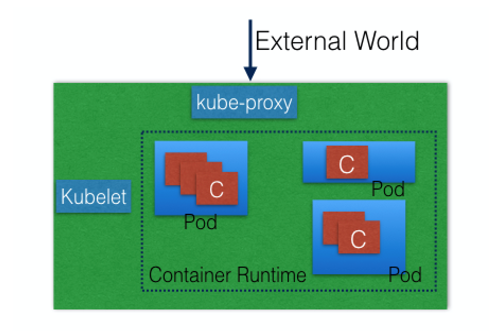 External World
kube-proxy
Kubelet
C
Pod
C
Pod
C
Pod
Container Runtime